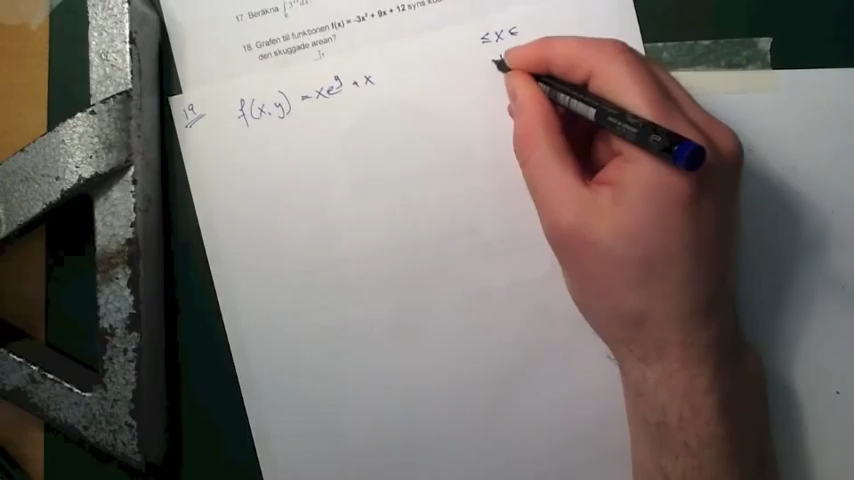 17. Beräkna
18. Grafen till funktionen f(x) = -3x² + 9x + 12 syns
den skuggade arean?
≤ x ≤
19 f(x,y) = xe^y + x